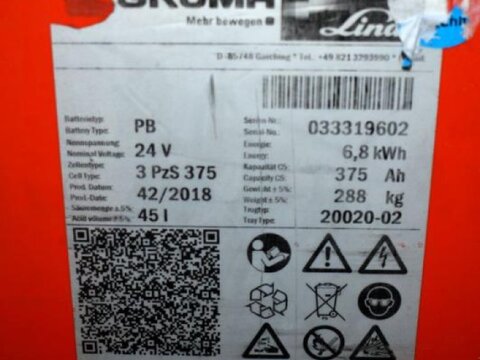 Mehr bewegen
D-85748 Garching * Tel.
Batterietyp:
Battery Type: PB
Nennspannung:
Nominal Voltage: 24 V
Zellentype:
Cell Type: 3 PzS 375
Prod. Datum:
Prod.-Date: 42/2018
Säuremenge ±5%:
Acid volume ±5%: 45 l
Serien-Nr.:
Serial-No.: 033319602
Energie:
Energy: 6,8 kWh
Kapazität C5:
Capacity C5: 375 Ah
Gewicht ±5%:
Weight ±5%: 288 kg
Trogtyp:
Tray Type: 20020-02